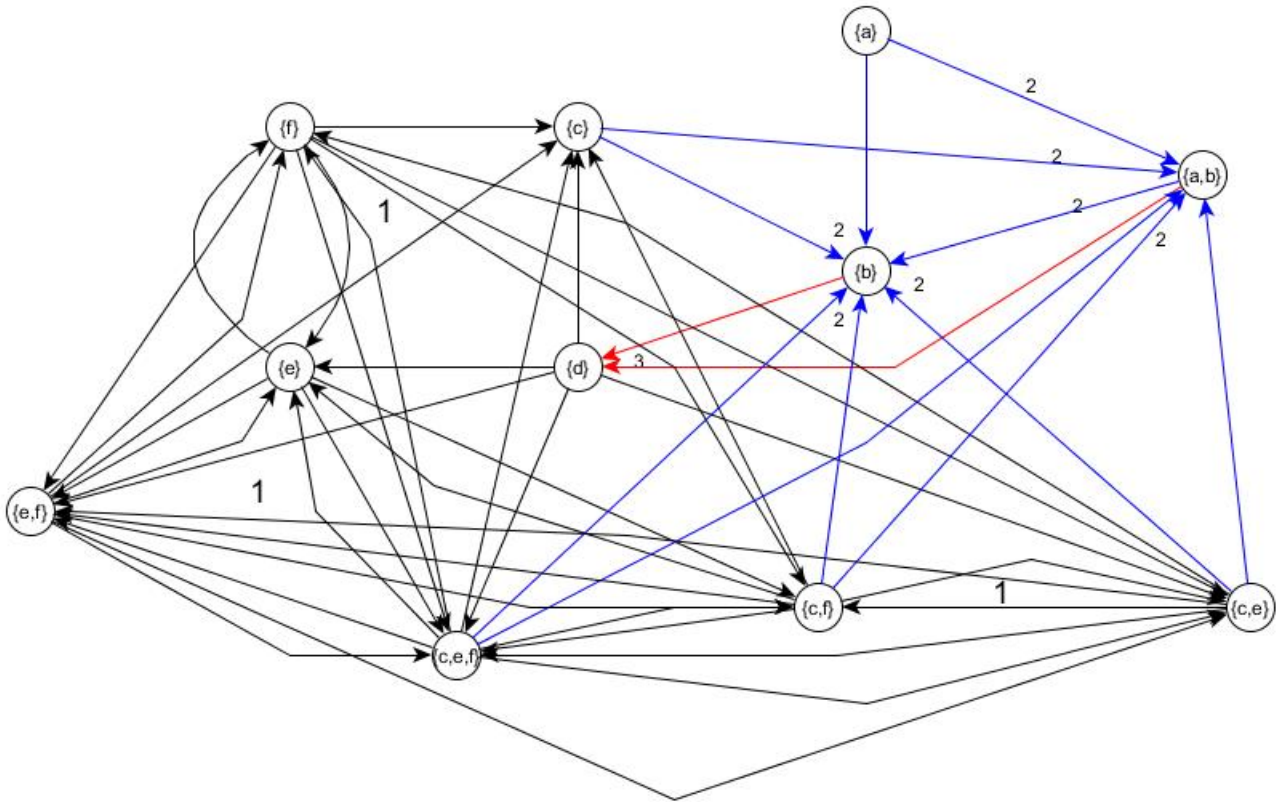 {a}
2
{f}
{c}
2
{a,b}
1
2
2
2
{b}
2
2
3
{e}
{d}
1
{e,f}
1
{c,f}
{c,e}
{c,e,f}